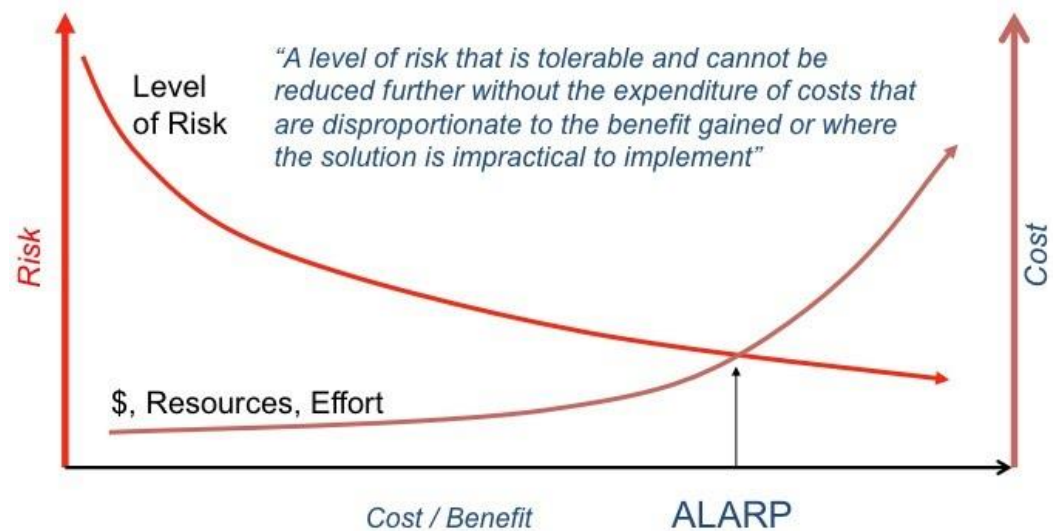 Level
of Risk
“A level of risk that is tolerable and cannot be
reduced further without the expenditure of costs that
are disproportionate to the benefit gained or where
the solution is impractical to implement”
Risk
Cost
$, Resources, Effort
Cost / Benefit
ALARP